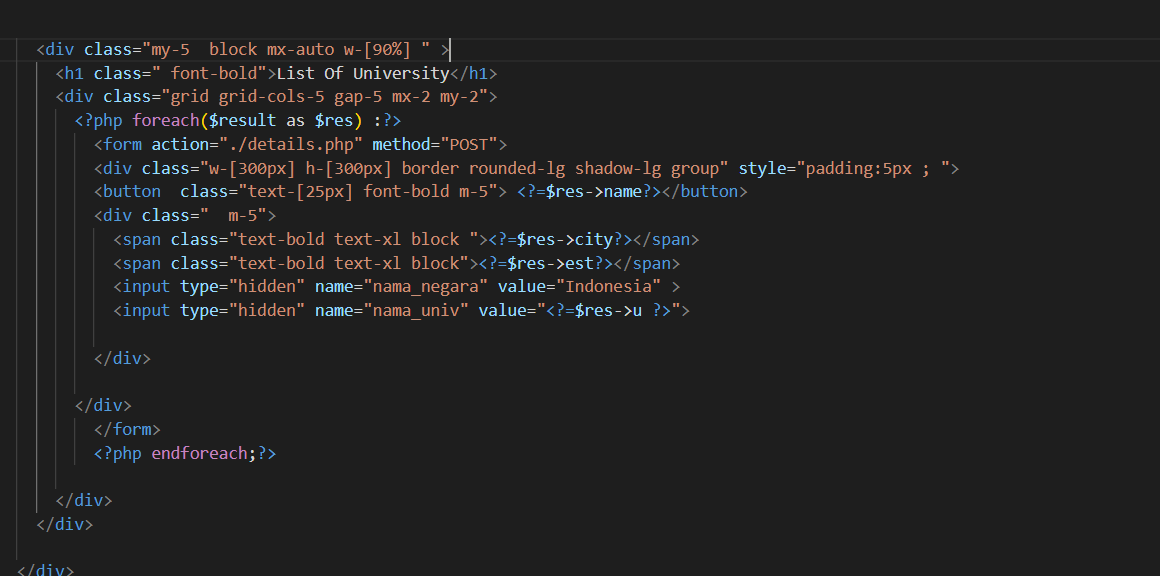 <div class="my-5  block mx-auto w-[90%] " >
<h1 class=" font-bold">List Of University</h1>
<div class="grid grid-cols-5 gap-5 mx-2 my-2">
<?php foreach($result as $res) :?>
<form action="./details.php" method="POST">
<div class="w-[300px] h-[300px] border rounded-lg shadow-lg group" style="padding:5px ; ">
<button  class="text-[25px] font-bold m-5"> <?=$res->name?></button>
<div class="  m-5">
<span class="text-bold text-xl block "><?=$res->city?></span>
<span class="text-bold text-xl block"><?=$res->est?></span>
<input type="hidden" name="nama_negara" value="Indonesia" >
<input type="hidden" name="nama_univ" value="<?=$res->u ?>">
</div>
</div>
</form>
<?php endforeach;?>
</div>
</div>
</div>